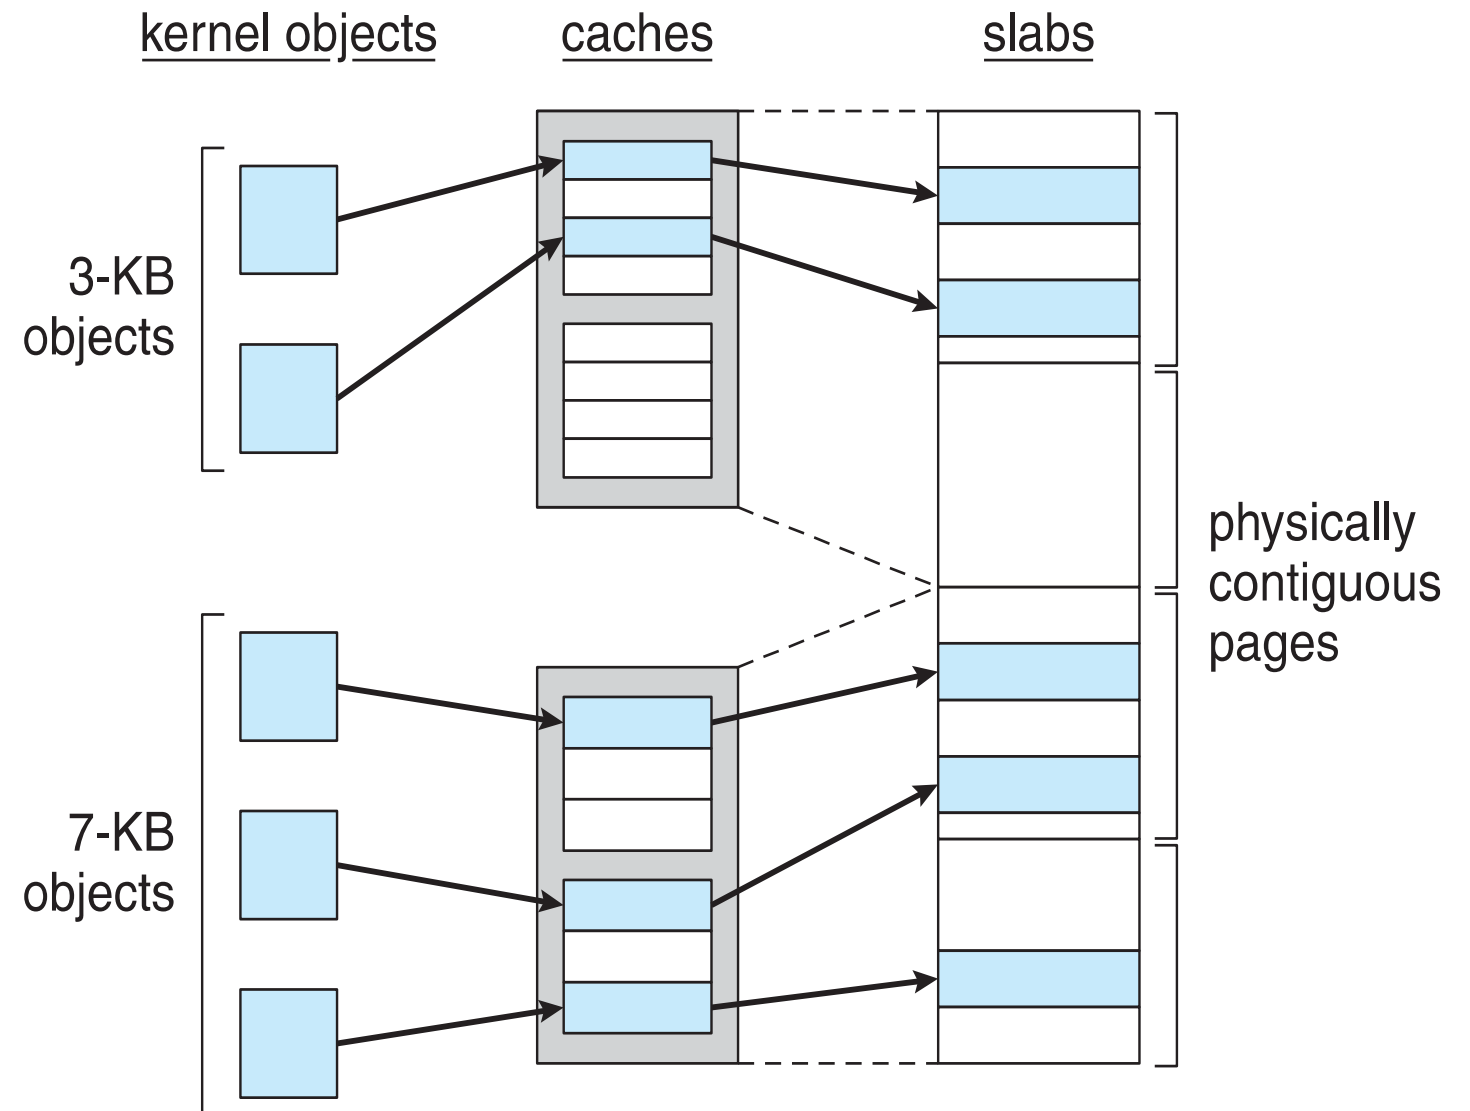 kernel objects
caches
slabs
3-KB
objects
physically
contiguous
pages
7-KB
objects